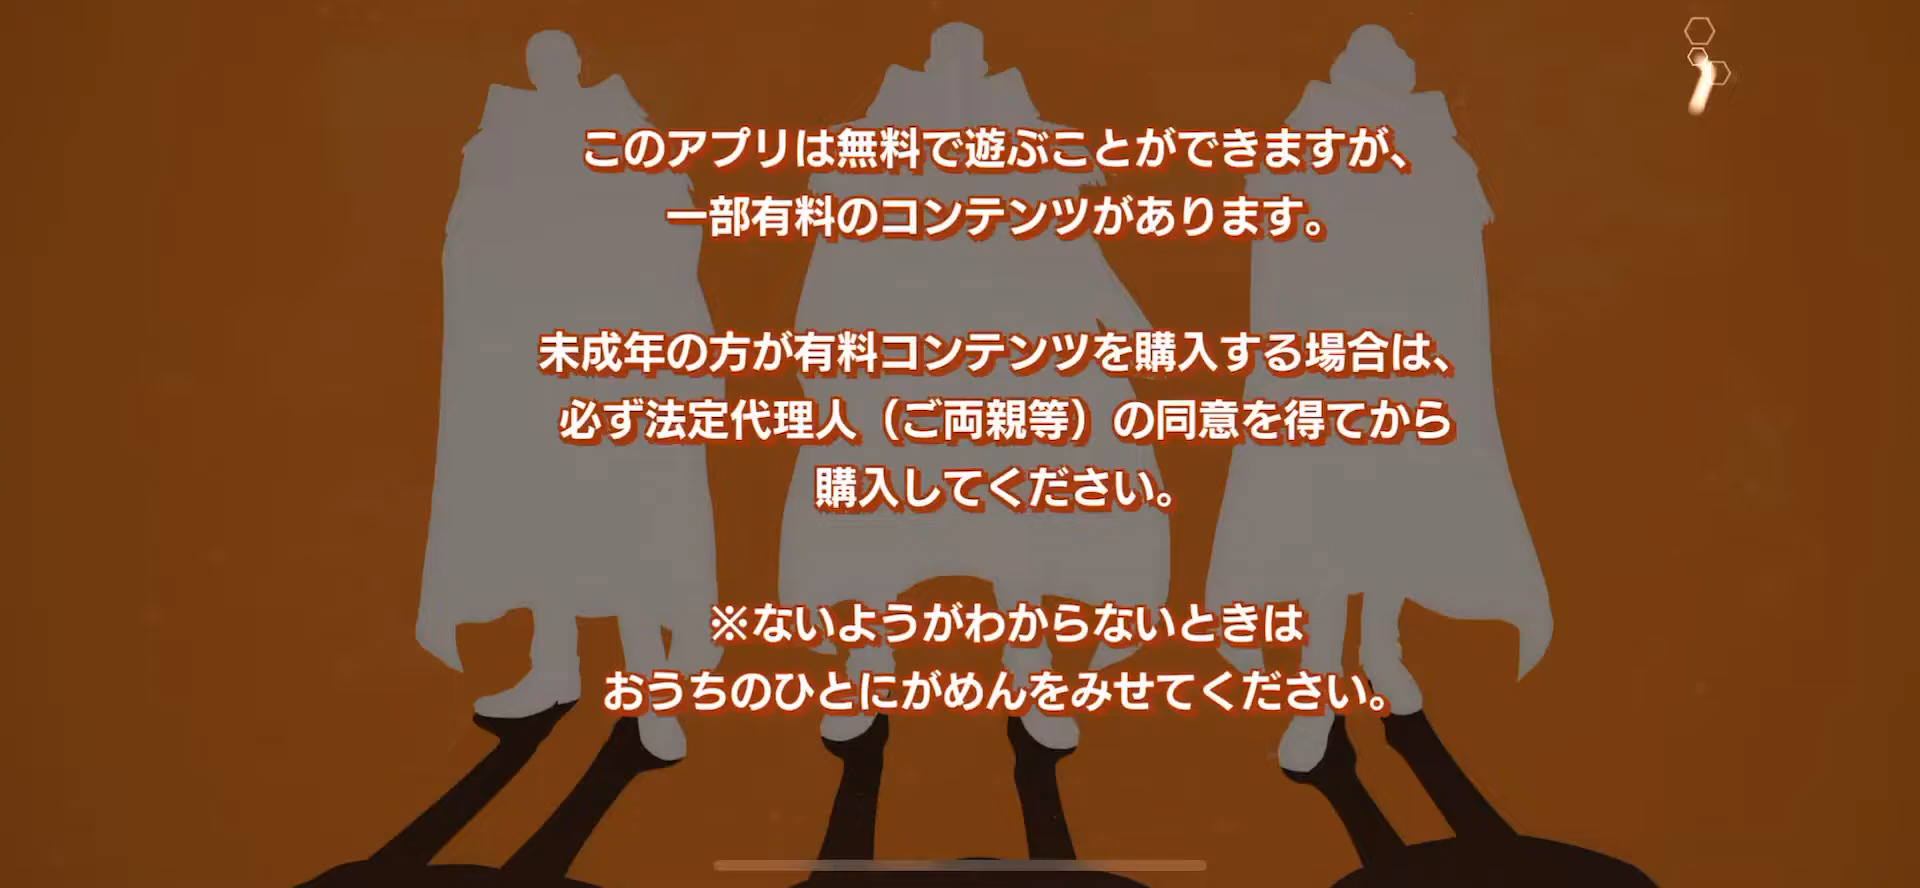 このアプリは無料で遊ぶことができますが、
一部有料のコンテンツがあります。
未成年の方が有料コンテンツを購入する場合は、
必ず法定代理人（ご両親等）の同意を得てから
購入してください。
※ないようがわからないときは
おうちのひとにがめんをみせてください。